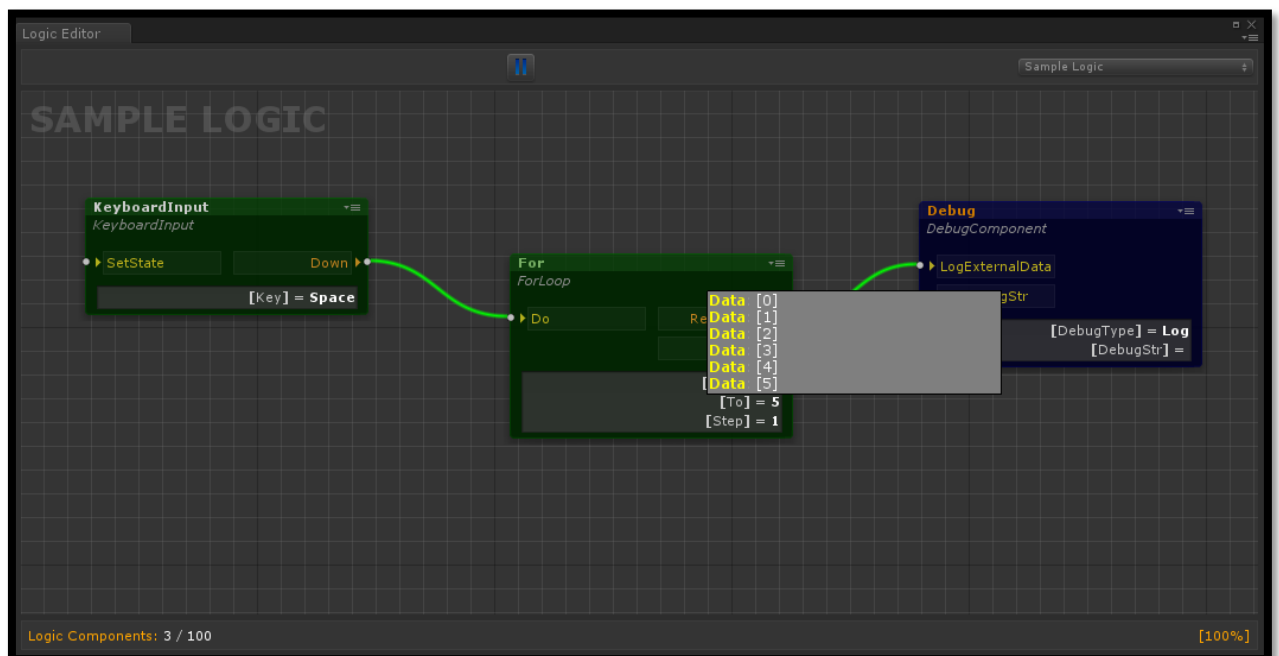 Logic Editor
Sample Logic
SAMPLE LOGIC
KeyboardInput
KeyboardInput
SetState
Down
[Key] = Space
For
ForLoop
Do
Re
[
[To] = 5
[Step] = 1
Data [0]
Data [1]
Data [2]
Data [3]
Data [4]
Data [5]
Debug
DebugComponent
LogExternalData
gStr
[DebugType] = Log
[DebugStr] =
Logic Components: 3 / 100
[100%]